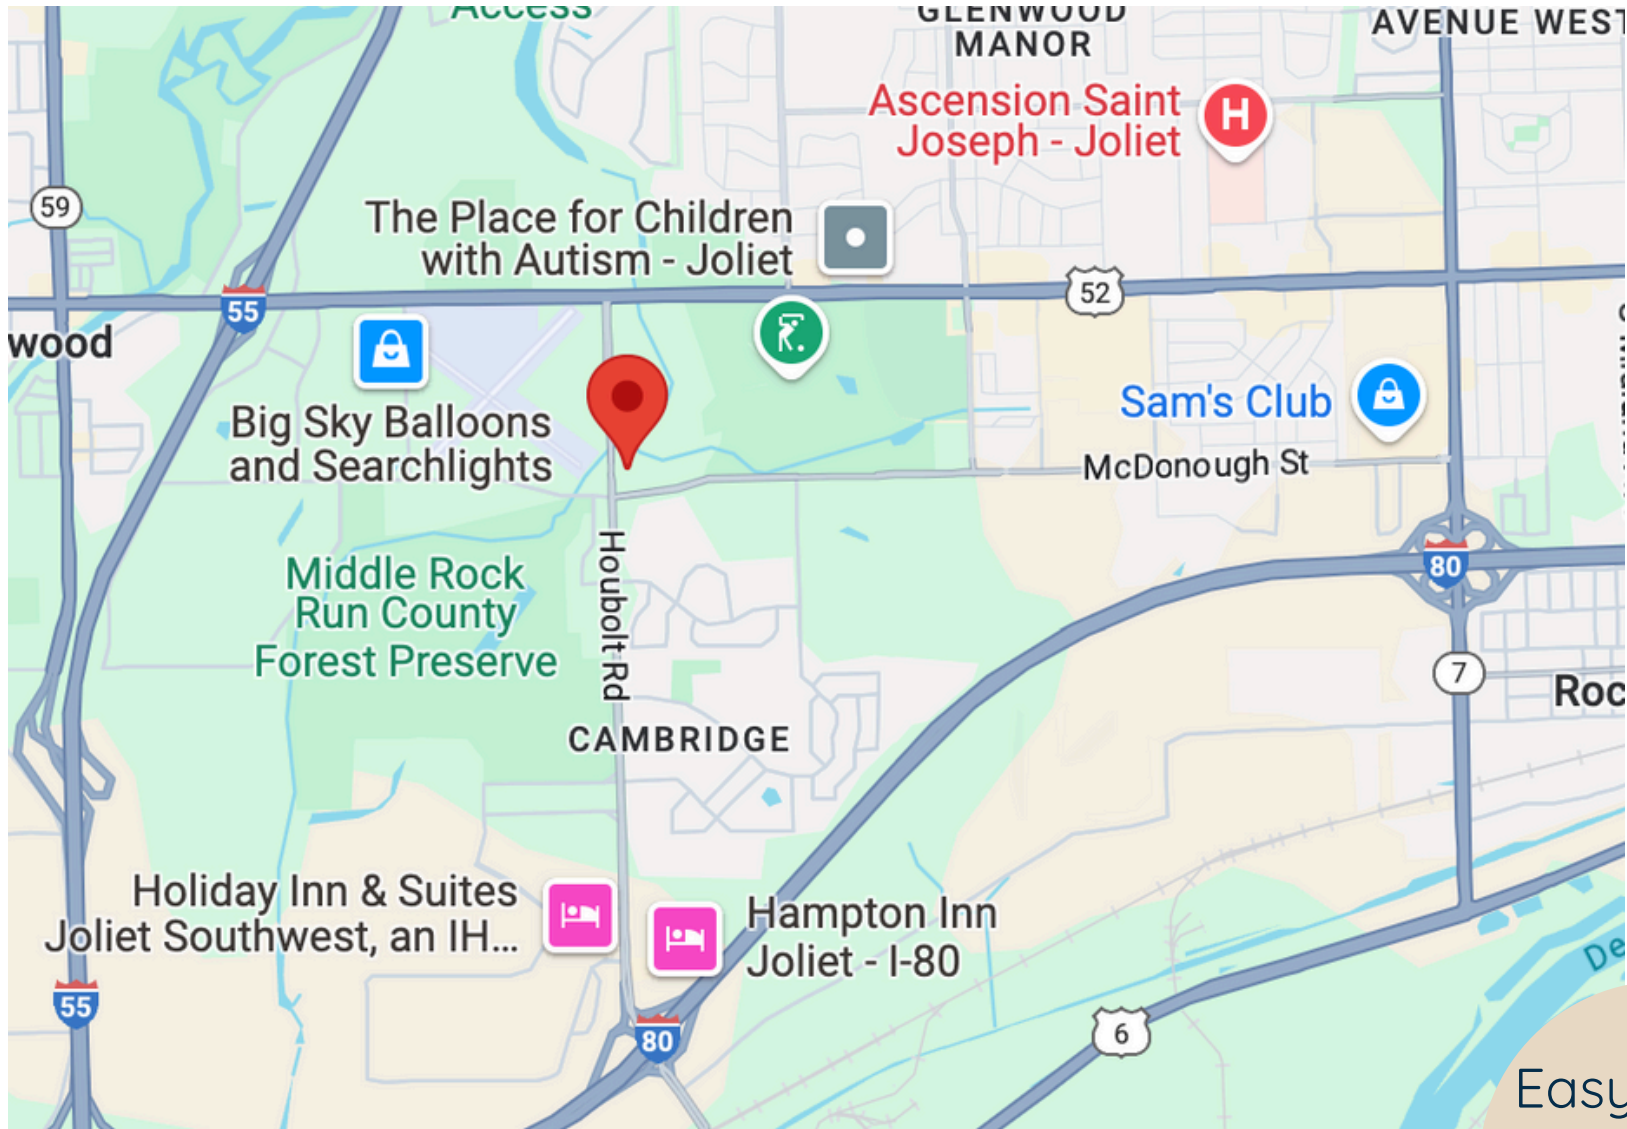 Access
GLENWOOD
MANOR
AVENUE WEST
Ascension Saint
Joseph - Joliet
H
59
The Place for Children
with Autism - Joliet
52
55
wood
Big Sky Balloons
and Searchlights
Sam's Club
McDonough St
Houbolt Rd
Middle Rock
Run County
Forest Preserve
80
7
Roc
CAMBRIDGE
Holiday Inn & Suites
Joliet Southwest, an IH...
Hampton Inn
Joliet - I-80
De
55
80
6
Easy